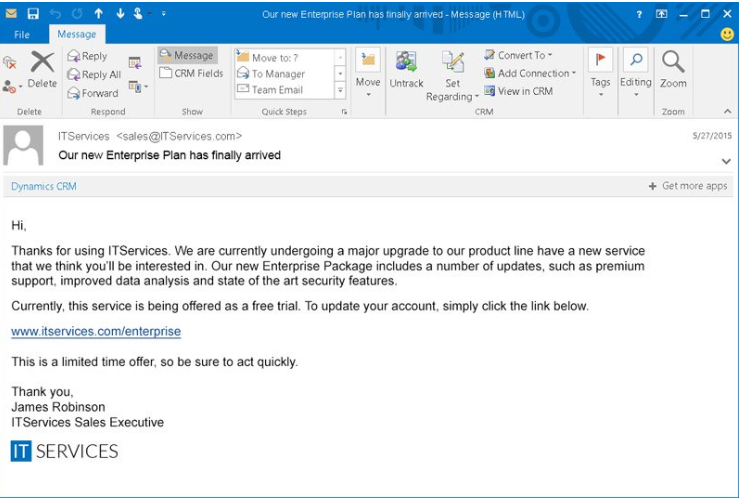 Our new Enterprise Plan has finally arrived - Message (HTML)
?
File Message
Delete
Reply
Reply All
Forward
Message
CRM Fields
Move to: ?
To Manager
Team Email
Move
Untrack
Set
Regarding
Convert To
Add Connection
View in CRM
Tags
Editing
Zoom
Delete Respond Show Quick Steps CRM Zoom
ITServices <sales@ITServices.com>
5/27/2015
Our new Enterprise Plan has finally arrived
Dynamics CRM
+ Get more apps
Hi,
Thanks for using ITServices. We are currently undergoing a major upgrade to our product line have a new service
that we think you'll be interested in. Our new Enterprise Package includes a number of updates, such as premium
support, improved data analysis and state of the art security features.
Currently, this service is being offered as a free trial. To update your account, simply click the link below.
www.itservices.com/enterprise
This is a limited time offer, so be sure to act quickly.
Thank you,
James Robinson
ITServices Sales Executive
IT SERVICES